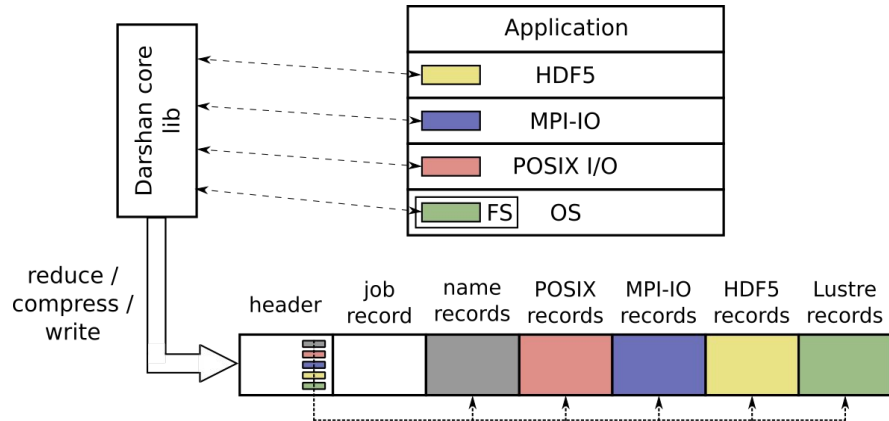 Darshan core
lib
Application
HDF5
MPI-IO
POSIX I/O
FS OS
reduce /
compress /
write
header
job
record
name
records
POSIX
records
MPI-IO
records
HDF5
records
Lustre
records